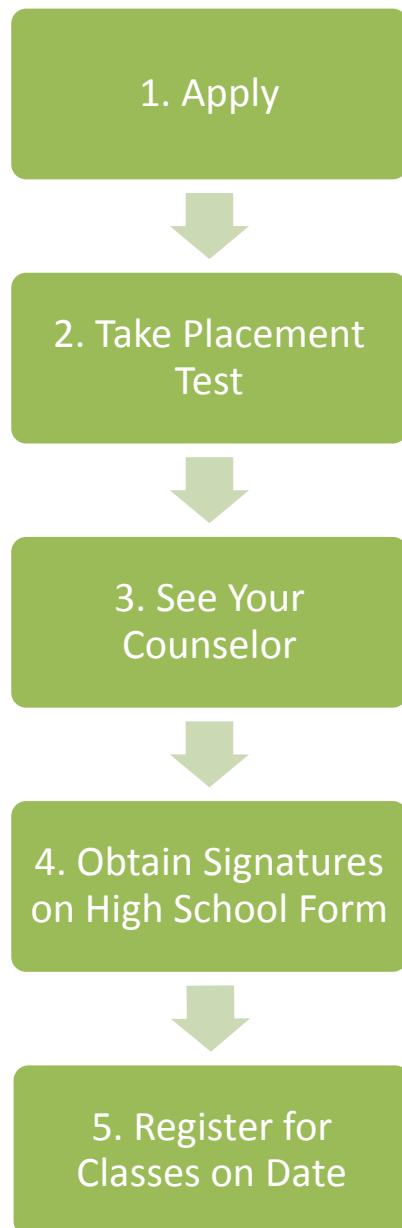 1. Apply
2. Take Placement
Test
3. See Your
Counselor
4. Obtain Signatures
on High School Form
5. Register for
Classes on Date